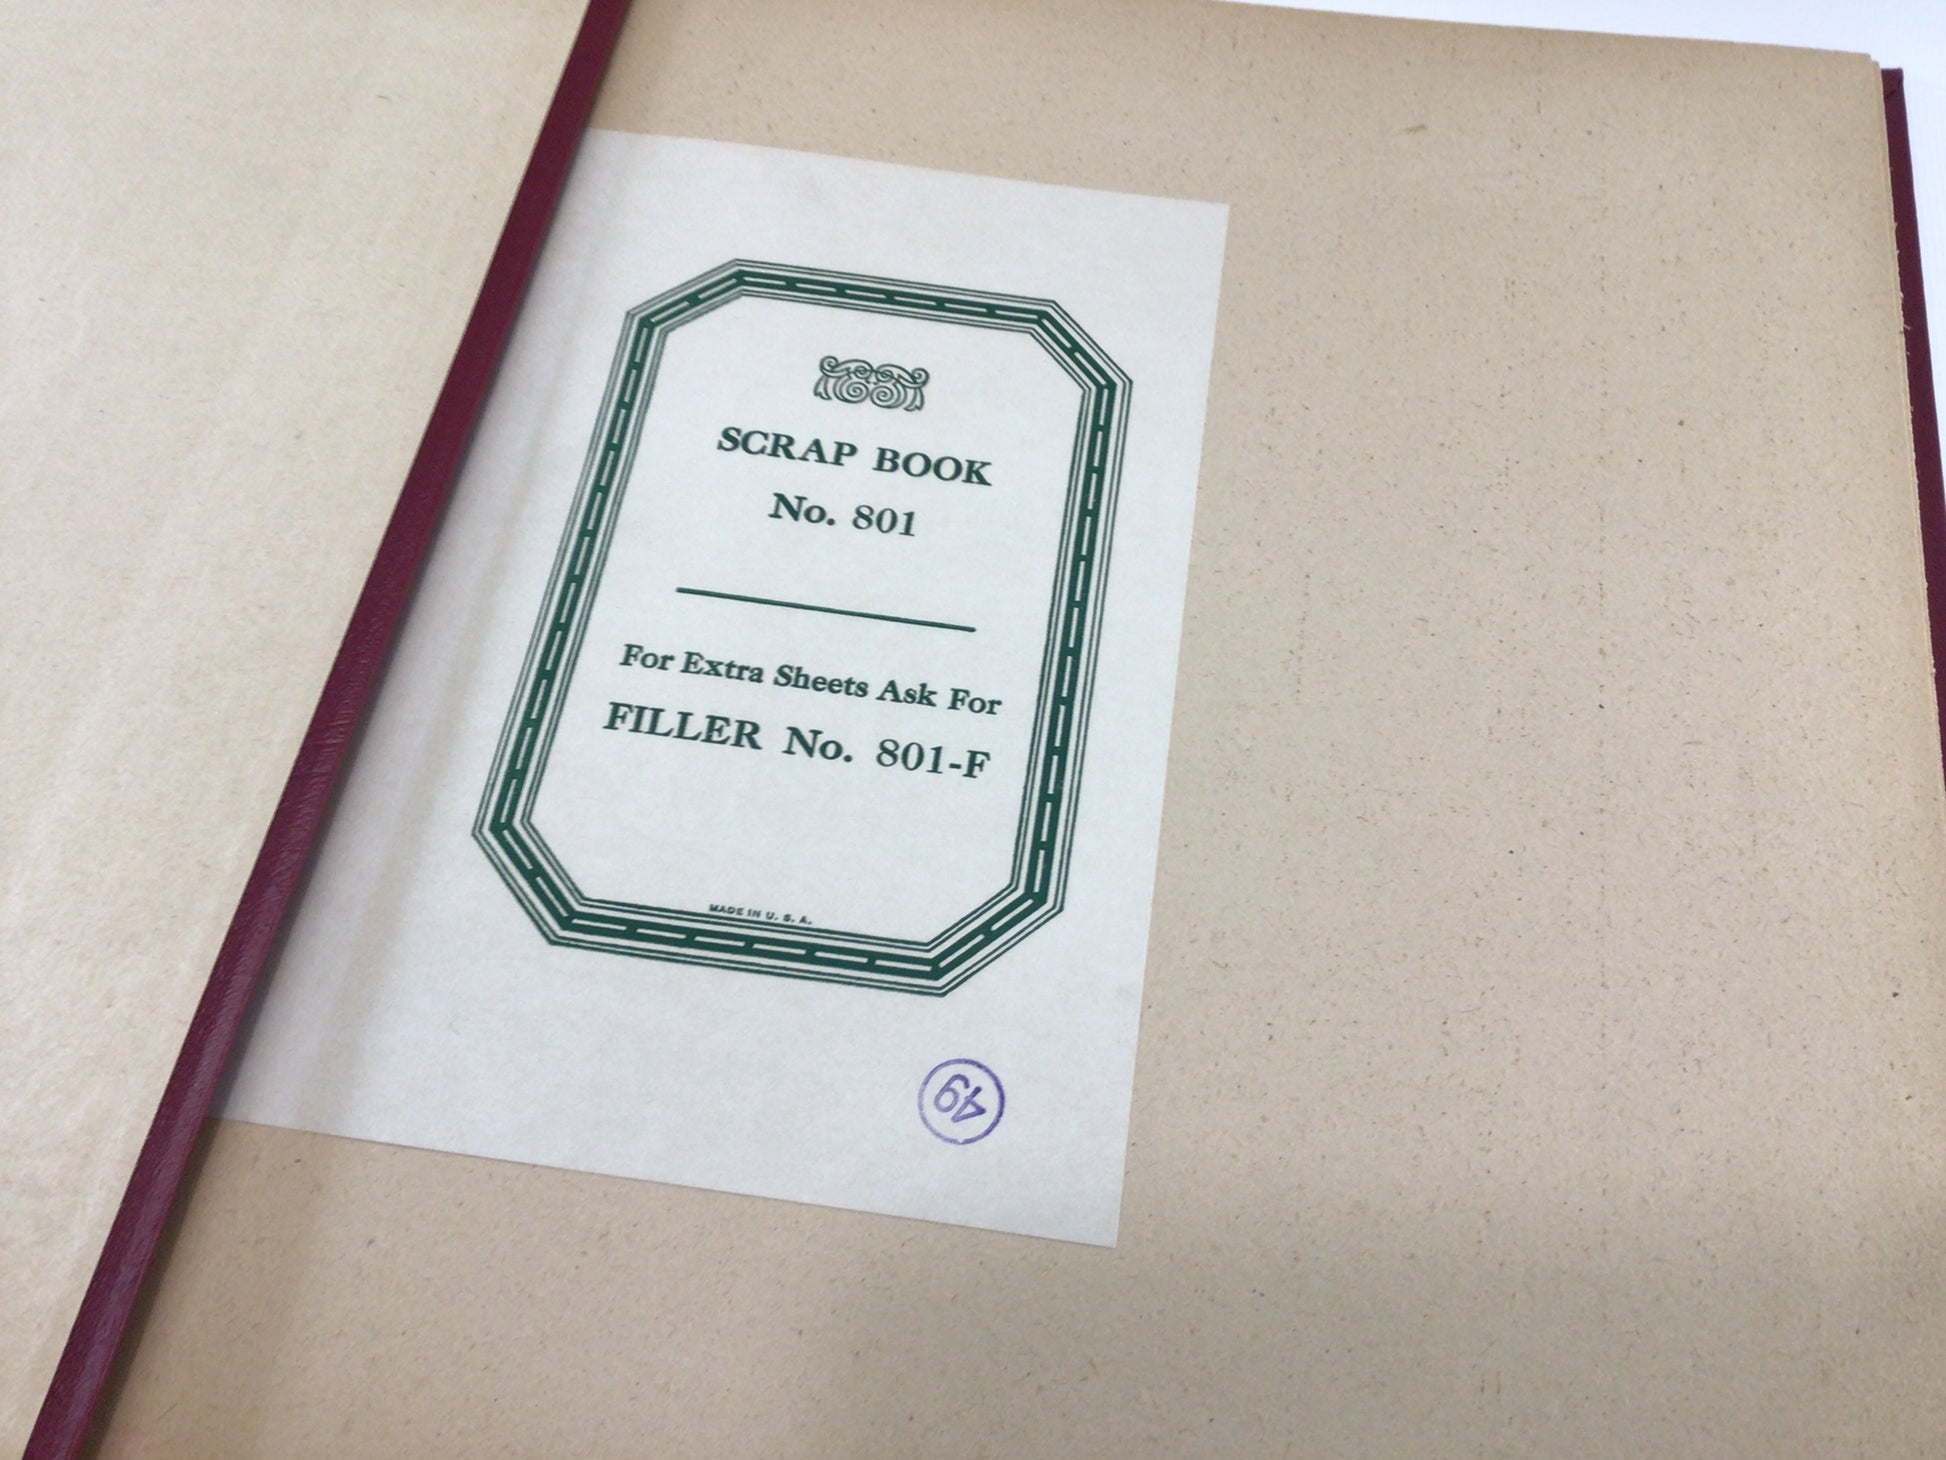 SCRAP BOOK
No. 801
For Extra Sheets Ask For
FILLER No. 801-F
MADE IN U. S. A.
49